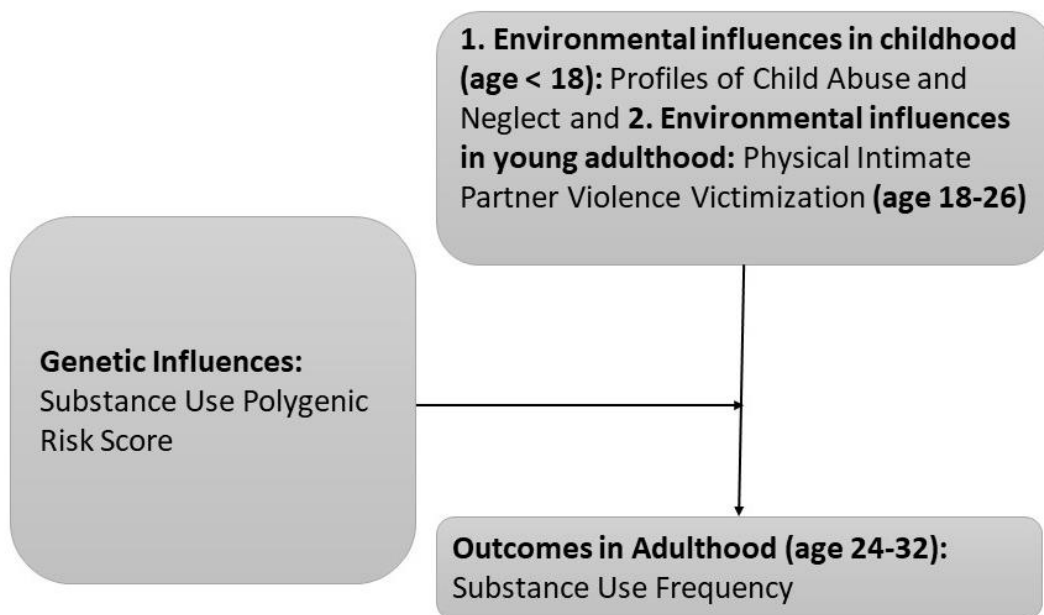 1. Environmental influences in childhood
(age < 18): Profiles of Child Abuse and
Neglect and 2. Environmental influences
in young adulthood: Physical Intimate
Partner Violence Victimization (age 18-26)
Genetic Influences:
Substance Use Polygenic
Risk Score
Outcomes in Adulthood (age 24-32):
Substance Use Frequency